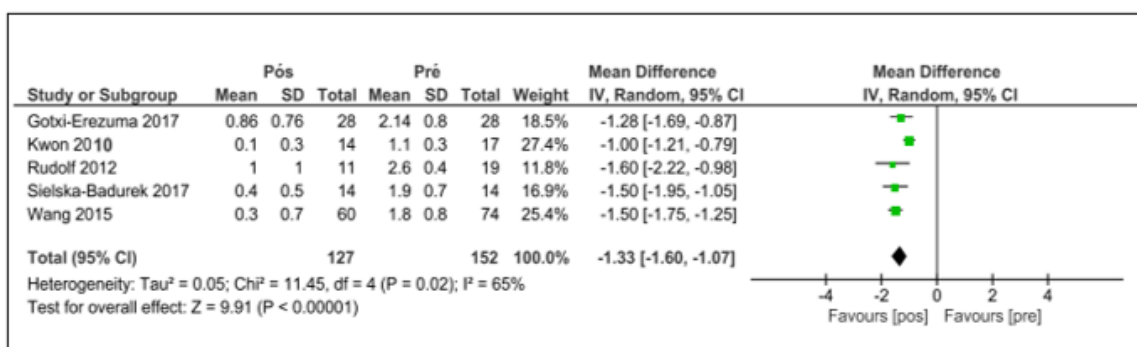 Pós Pré Mean Difference Mean Difference
Study or Subgroup Mean SD Total Mean SD Total Weight IV, Random, 95% CI IV, Random, 95% CI
Gotxi-Erezuma 2017 0.86 0.76 28 2.14 0.8 28 18.5% -1.28 [-1.69, -0.87]
Kwon 2010 0.1 0.3 14 1.1 0.3 17 27.4% -1.00 [-1.21, -0.79]
Rudolf 2012 1 1 11 2.6 0.4 19 11.8% -1.60 [-2.22, -0.98]
Sielska-Badurek 2017 0.4 0.5 14 1.9 0.7 14 16.9% -1.50 [-1.95, -1.05]
Wang 2015 0.3 0.7 60 1.8 0.8 74 25.4% -1.50 [-1.75, -1.25]
Total (95% CI) 127 152 100.0% -1.33 [-1.60, -1.07]
Heterogeneity: Tau² = 0.05; Chi² = 11.45, df = 4 (P = 0.02); I² = 65%
Test for overall effect: Z = 9.91 (P < 0.00001)
-4 -2 0 2 4
Favours [pos] Favours [pre]